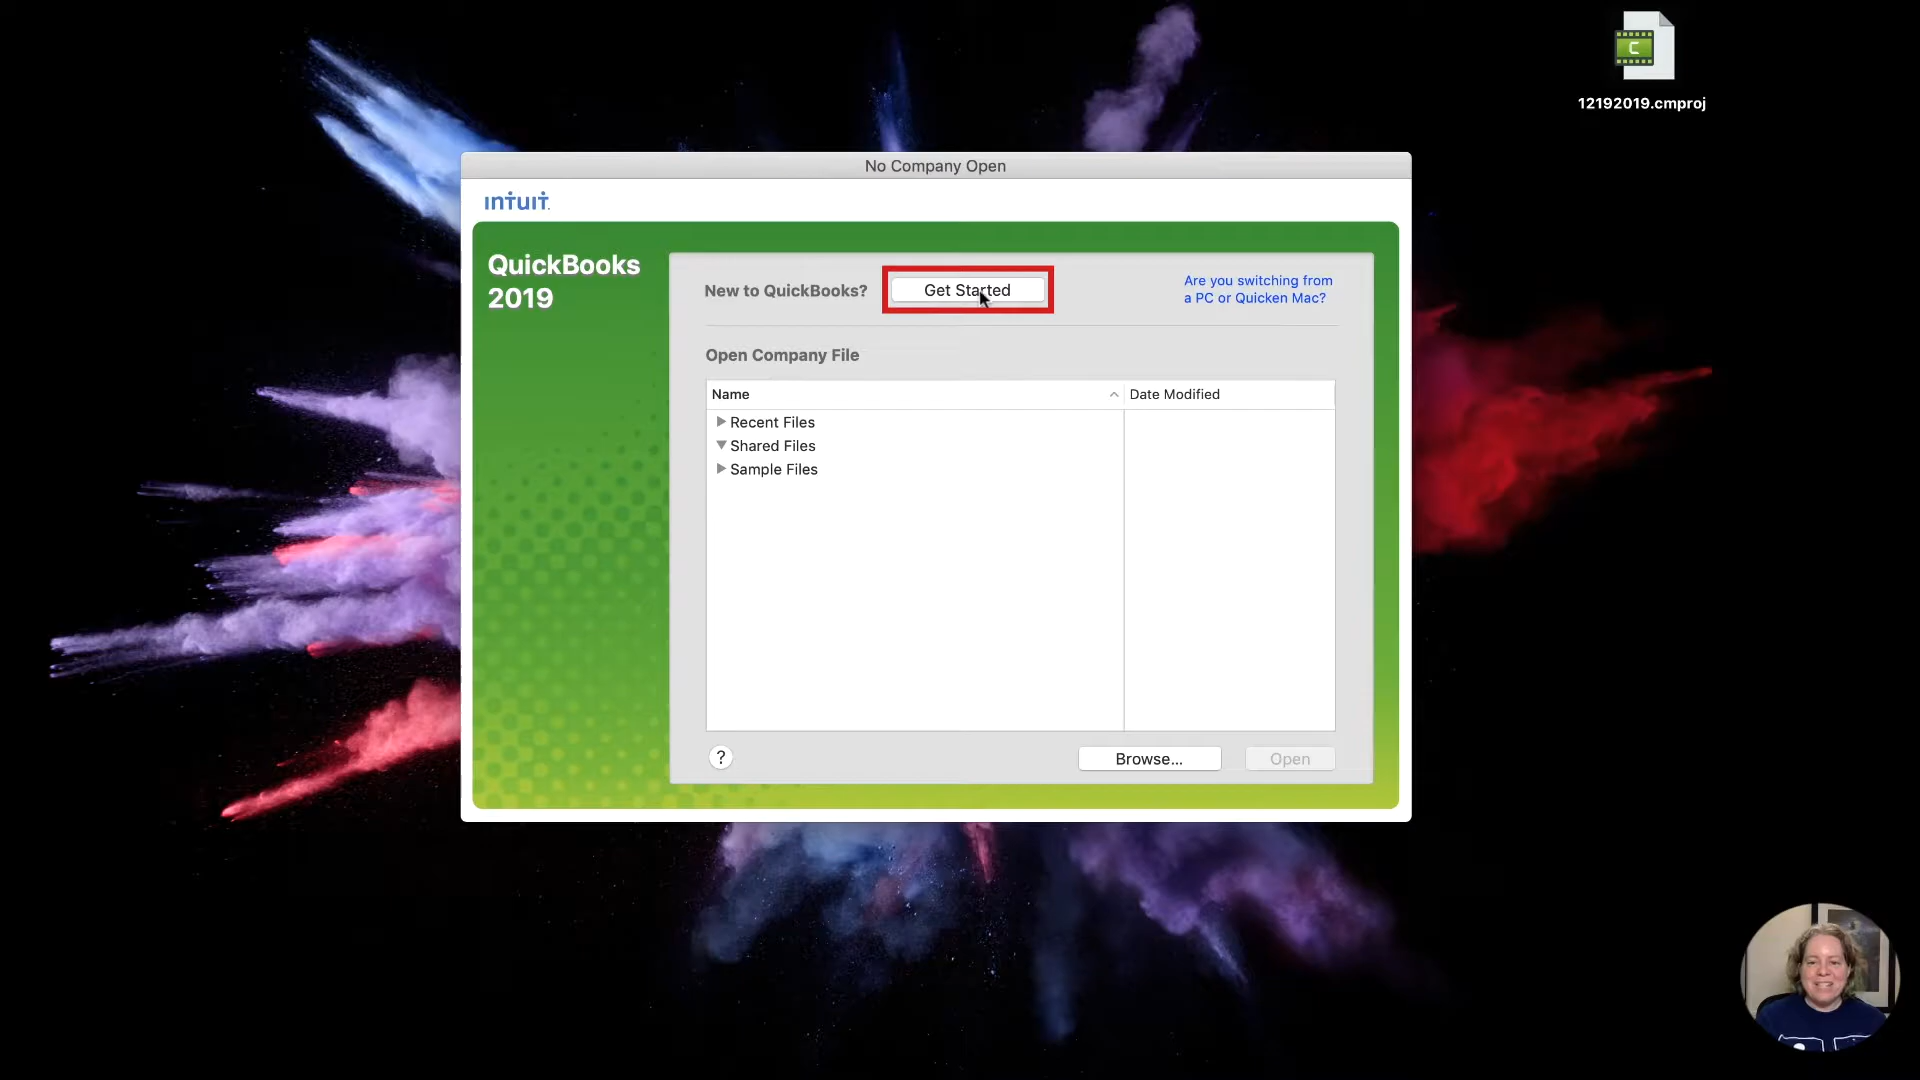 C
12192019.cmproj
No Company Open
intuit.
QuickBooks
2019
New to QuickBooks?
Get Started
Are you switching from
a PC or Quicken Mac?
Open Company File
Name
Date Modified
Recent Files
Shared Files
Sample Files
?
Browse...
Open